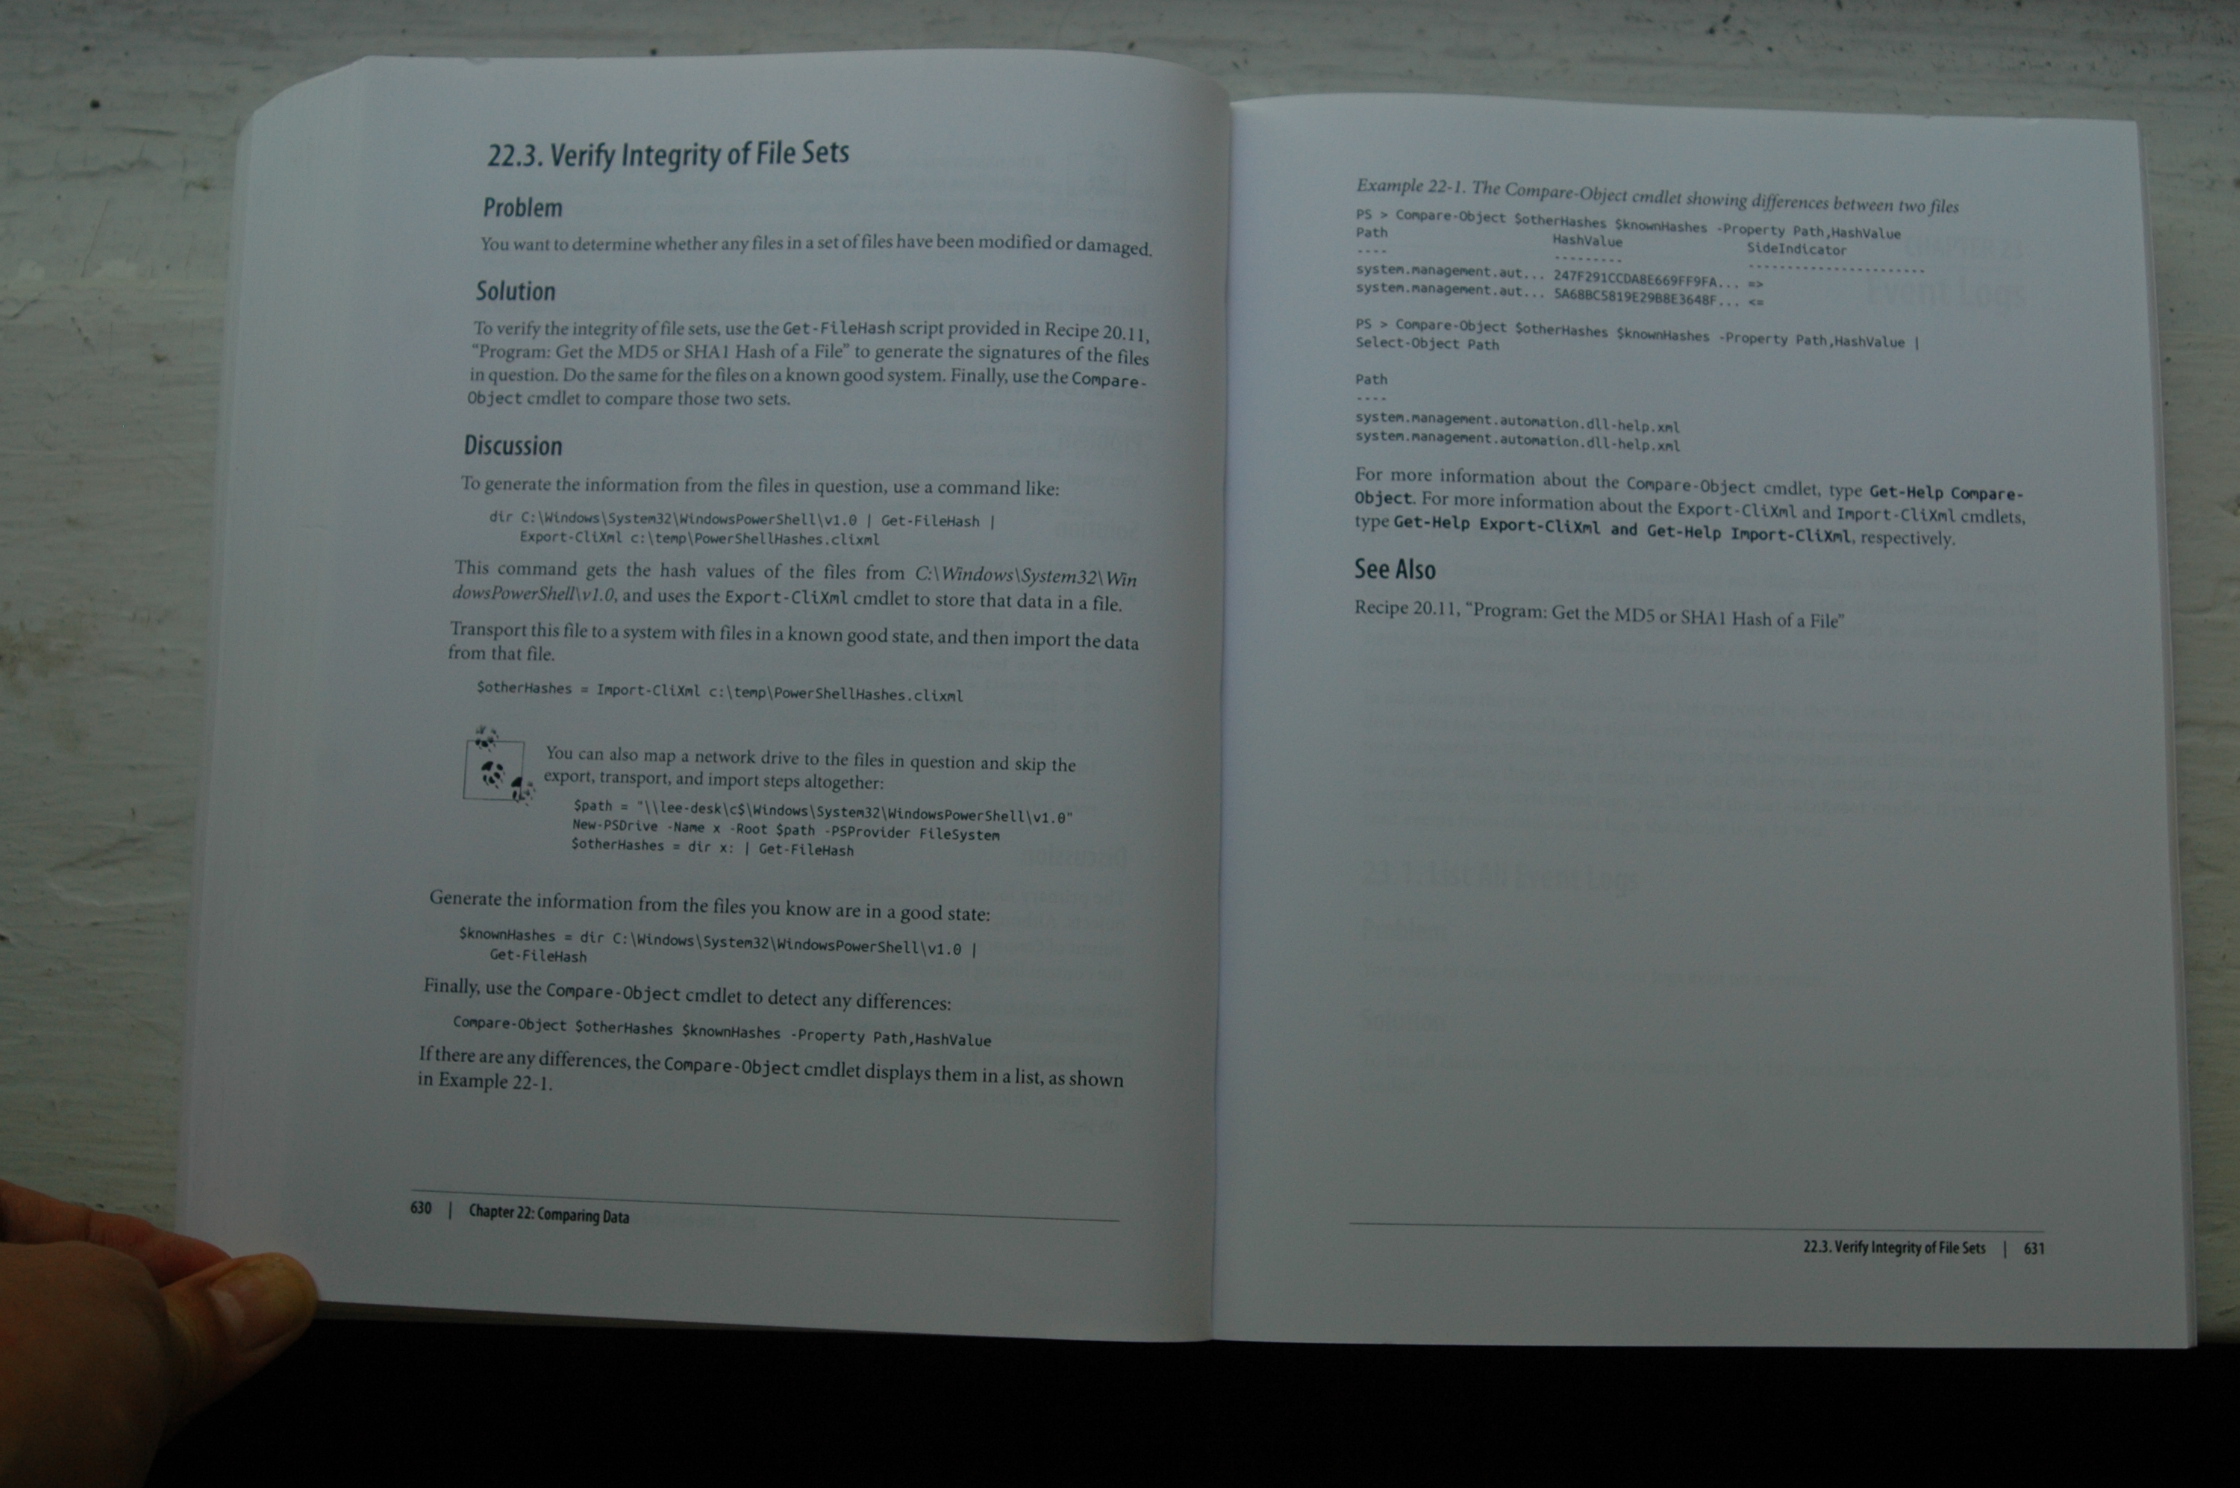 22.3. Verify Integrity of File Sets
Problem
You want to determine whether any files in a set of files have been modified or damaged.
Solution
To verify the integrity of file sets, use the Get-FileHash script provided in Recipe 20.11,
“Program: Get the MD5 or SHA1 Hash of a File” to generate the signatures of the files
in question. Do the same for the files on a known good system. Finally, use the Compare-
Object cmdlet to compare those two sets.
Discussion
To generate the information from the files in question, use a command like:
dir C:\Windows\System32\WindowsPowerShell\v1.0 | Get-FileHash |
Export-CliXml c:\temp\PowerShellHashes.clixml
This command gets the hash values of the files from C:\Windows\System32\Win
dowsPowerShell\v1.0, and uses the Export-CliXml cmdlet to store that data in a file.
Transport this file to a system with files in a known good state, and then import the data
from that file.
$otherHashes = Import-CliXml c:\temp\PowerShellHashes.clixml
You can also map a network drive to the files in question and skip the
export, transport, and import steps altogether:
$path = "\\lee-desk\c$\Windows\System32\WindowsPowerShell\v1.0"
New-PSDrive -Name x -Root $path -PSProvider FileSystem
$otherHashes = dir x: | Get-FileHash
Generate the information from the files you know are in a good state:
$knownHashes = dir C:\Windows\System32\WindowsPowerShell\v1.0 |
Get-FileHash
Finally, use the Compare-Object cmdlet to detect any differences:
Compare-Object $otherHashes $knownHashes -Property Path,HashValue
If there are any differences, the Compare-Object cmdlet displays them in a list, as shown
in Example 22-1.
630 | Chapter 22: Comparing Data
Example 22-1. The Compare-Object cmdlet showing differences between two files
PS > Compare-Object $otherHashes $knownHashes -Property Path,HashValue
Path HashValue SideIndicator
---- --------- -------------------------
system.management.aut... 247F291CCDA8E669FF9FA... =>
system.management.aut... 5A68BC5819E29B8E3648F... <=
PS > Compare-Object $otherHashes $knownHashes -Property Path,HashValue |
Select-Object Path
Path
----
system.management.automation.dll-help.xml
system.management.automation.dll-help.xml
For more information about the Compare-Object cmdlet, type Get-Help Compare-
Object. For more information about the Export-CliXml and Import-CliXml cmdlets,
type Get-Help Export-CliXml and Get-Help Import-CliXml, respectively.
See Also
Recipe 20.11, “Program: Get the MD5 or SHA1 Hash of a File”
22.3. Verify Integrity of File Sets | 631